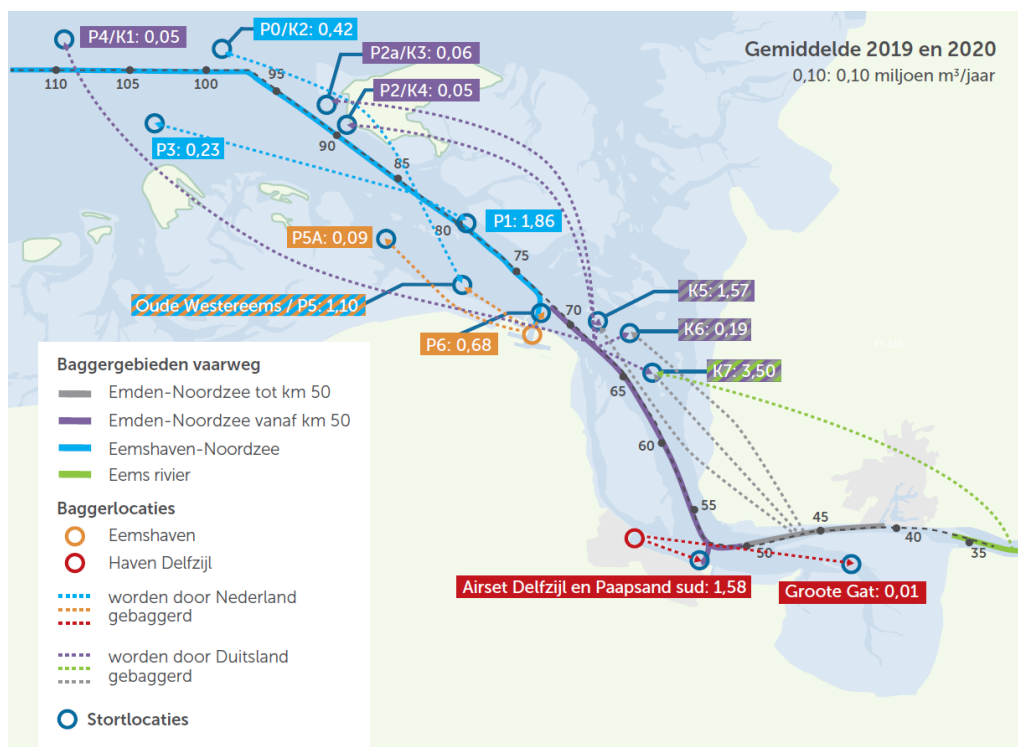 P4/K1: 0,05
P0/K2: 0,42
P2a/K3: 0,06
P2/K4: 0,05
Gemiddelde 2019 en 2020
0,10: 0,10 miljoen m³/jaar
110
105
100
95
90
85
80
75
70
65
60
55
50
45
40
35
P3: 0,23
P1: 1,86
P5A: 0,09
Oude Westereems / P5: 1,10
P6: 0,68
K5: 1,57
K6: 0,19
K7: 3,50
Airset Delfzijl en Paapsand sud: 1,58
Groote Gat: 0,01
Baggergebieden vaarweg
Emden-Noordzee tot km 50
Emden-Noordzee vanaf km 50
Eemshaven-Noordzee
Eems rivier
Baggerlocaties
Eemshaven
Haven Delfzijl
worden door Nederland
gebaggerd
worden door Duitsland
gebaggerd
Stortlocaties